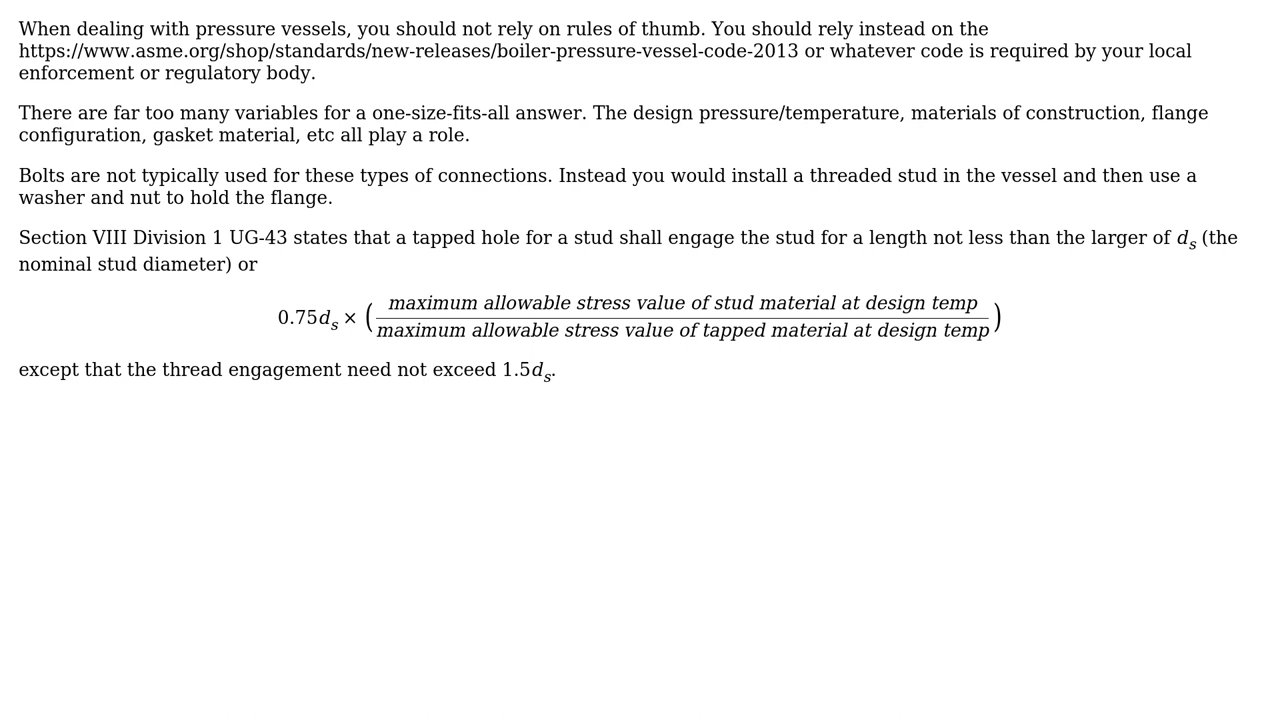 When dealing with pressure vessels, you should not rely on rules of thumb. You should rely instead on the
https://www.asme.org/shop/standards/new-releases/boiler-pressure-vessel-code-2013 or whatever code is required by your local
enforcement or regulatory body.
There are far too many variables for a one-size-fits-all answer. The design pressure/temperature, materials of construction, flange
configuration, gasket material, etc all play a role.
Bolts are not typically used for these types of connections. Instead you would install a threaded stud in the vessel and then use a
washer and nut to hold the flange.
Section VIII Division 1 UG-43 states that a tapped hole for a stud shall engage the stud for a length not less than the larger of $d_s$ (the
nominal stud diameter) or
$0.75 d_s \times \left( \frac{maximum\ allowable\ stress\ value\ of\ stud\ material\ at\ design\ temp}{maximum\ allowable\ stress\ value\ of\ tapped\ material\ at\ design\ temp} \right)$
except that the thread engagement need not exceed $1.5 d_s$.